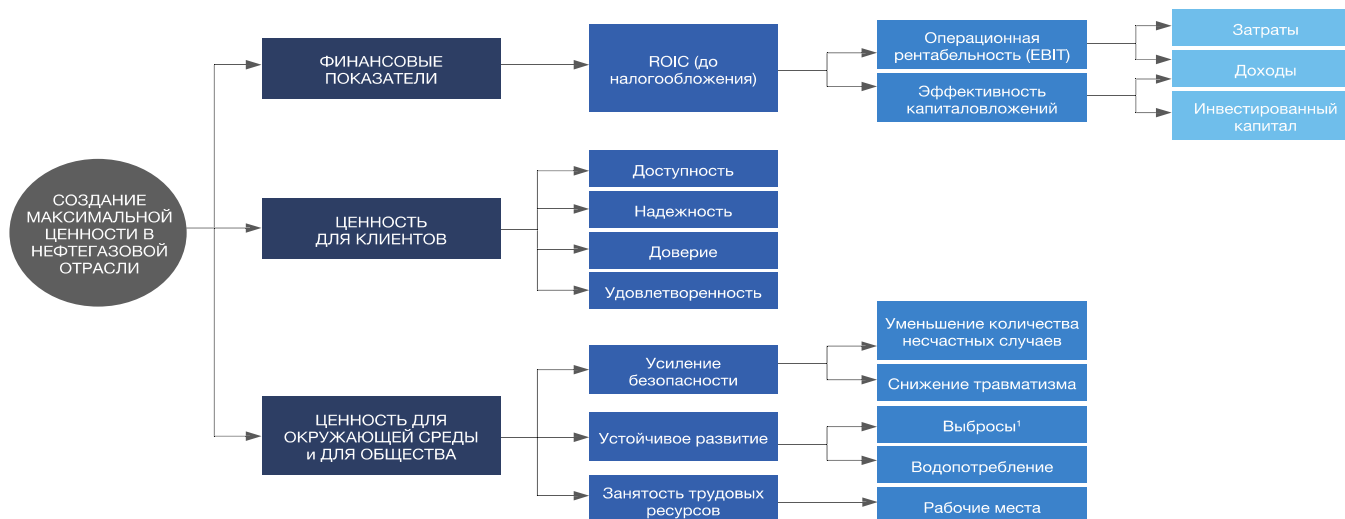 СОЗДАНИЕ
МАКСИМАЛЬНОЙ
ЦЕННОСТИ В
НЕФТЕГАЗОВОЙ
ОТРАСЛИ
ФИНАНСОВЫЕ
ПОКАЗАТЕЛИ
ROIC (до
налогообложения)
Операционная
рентабельность (EBIT)
Эффективность
капиталовложений
Затраты
Доходы
Инвестированный
капитал
ЦЕННОСТЬ
ДЛЯ КЛИЕНТОВ
Доступность
Надежность
Доверие
Удовлетворенность
ЦЕННОСТЬ ДЛЯ
ОКРУЖАЮЩЕЙ СРЕДЫ
и ДЛЯ ОБЩЕСТВА
Усиление
безопасности
Уменьшение количества
несчастных случаев
Снижение травматизма
Устойчивое развитие
Выбросы¹
Водопотребление
Занятость трудовых
ресурсов
Рабочие места